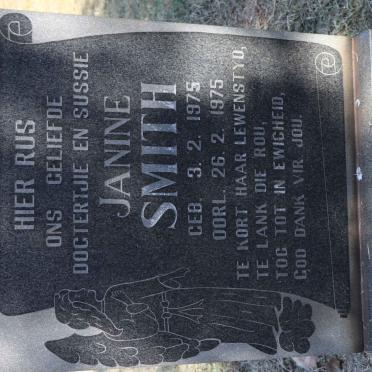 HIER RUS
ONS GELIEFDE
DOGTERTJIE EN SUSSIE
JANINE
SMITH
GEB. 3. 2. 1975
OORL. 26. 2. 1975
TE KORT HAAR LEWENSTYD,
TE LANK DIE ROU,
TOG TOT IN EWIGHEID,
GOD DANK VIR JOU.